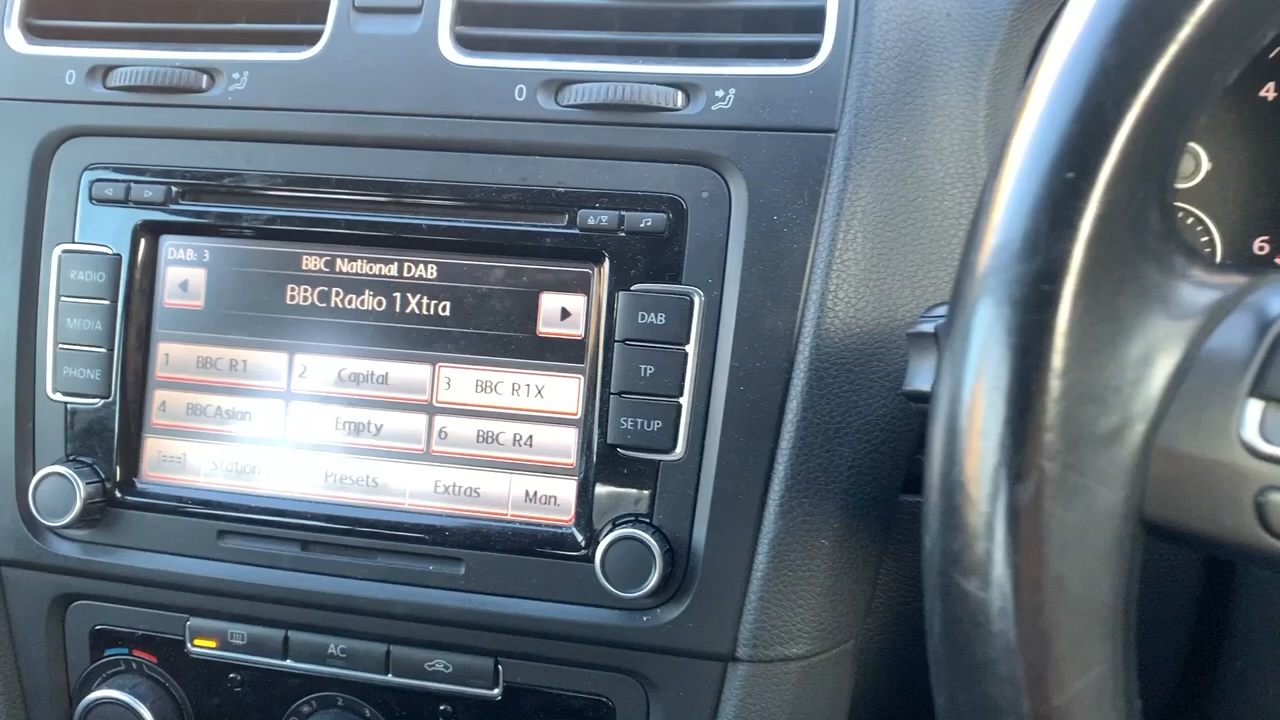 0
0
DAB: 3
BBC National DAB
BBC Radio 1Xtra
RADIO
MEDIA
PHONE
DAB
TP
SETUP
1 BBC R1
2 Capital
3 BBC R1X
4 BBCAsian
Empty
6 BBC R4
[===] Station Presets Extras Man.
AC
4
6